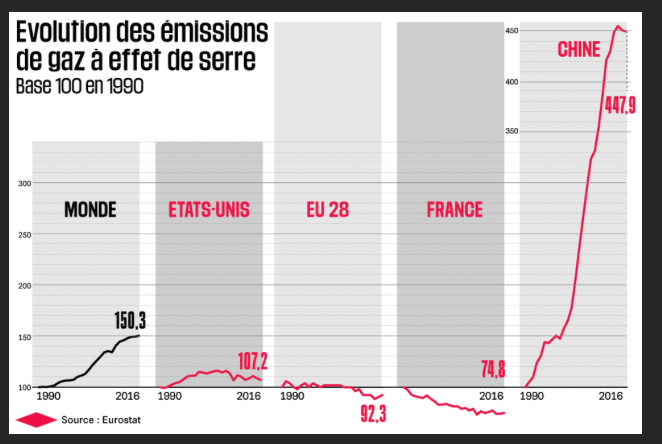 Evolution des émissions
de gaz à effet de serre
Base 100 en 1990
450
CHINE
400
447,9
350
300
MONDE
ETATS-UNIS
EU 28
FRANCE
250
200
150
150,3
107,2
74,8
100
92,3
1990
2016
1990
2016
1990
2016
1990
2016
Source : Eurostat